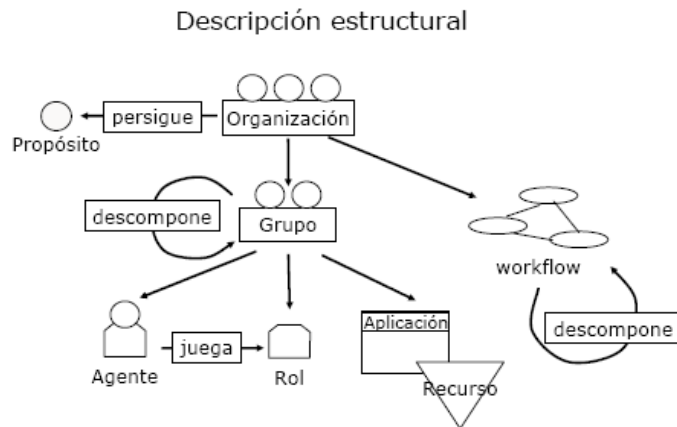 Descripción estructural
persigue
Organización
Propósito
descompone
Grupo
workflow
Aplicación
juega
descompone
Agente
Rol
Recurso